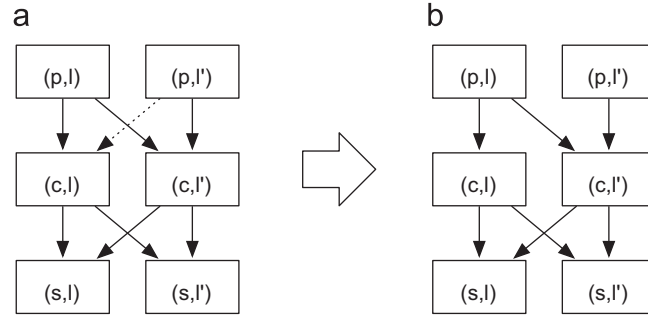 a
b
(p,l) (p,l') (p,l) (p,l')
(c,l) (c,l') (c,l) (c,l')
(s,l) (s,l') (s,l) (s,l')